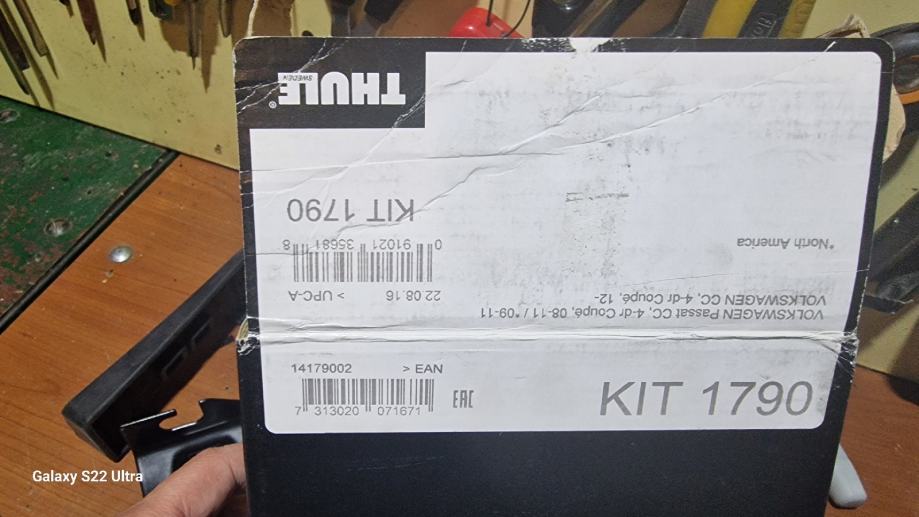 THULE®
SWEDEN
KIT 1790
0 91021 35681 8
22.08.16 > UPC-A
*North America
VOLKSWAGEN Passat CC, 4-dr Coupé, 08-11 / *09-11
VOLKSWAGEN CC, 4-dr Coupé, 12-
14179002 > EAN
7 313020 071671
EAC
KIT 1790
Galaxy S22 Ultra